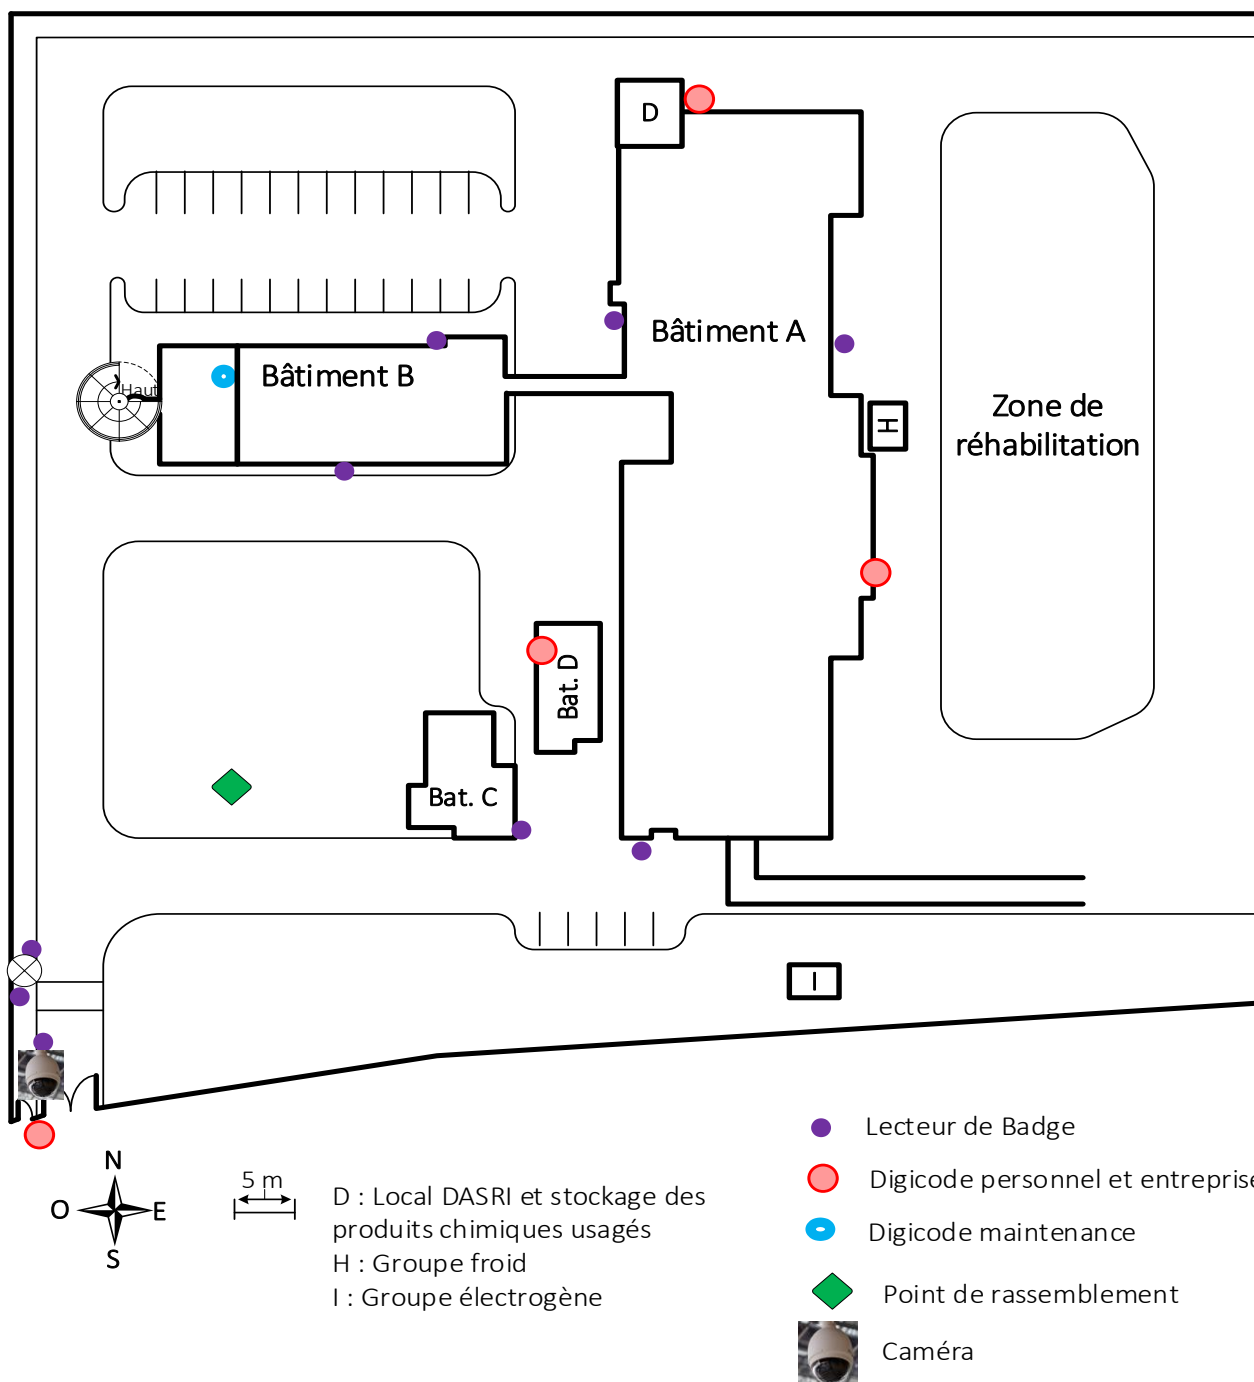 D
Bâtiment A
Bâtiment B
Haut
H
Zone de
réhabilitation
Bat. D
Bat. C
I
N
O
E
S
5 m
D : Local DASRI et stockage des
produits chimiques usagés
H : Groupe froid
I : Groupe électrogène
Lecteur de Badge
Digicode personnel et entreprise
Digicode maintenance
Point de rassemblement
Caméra